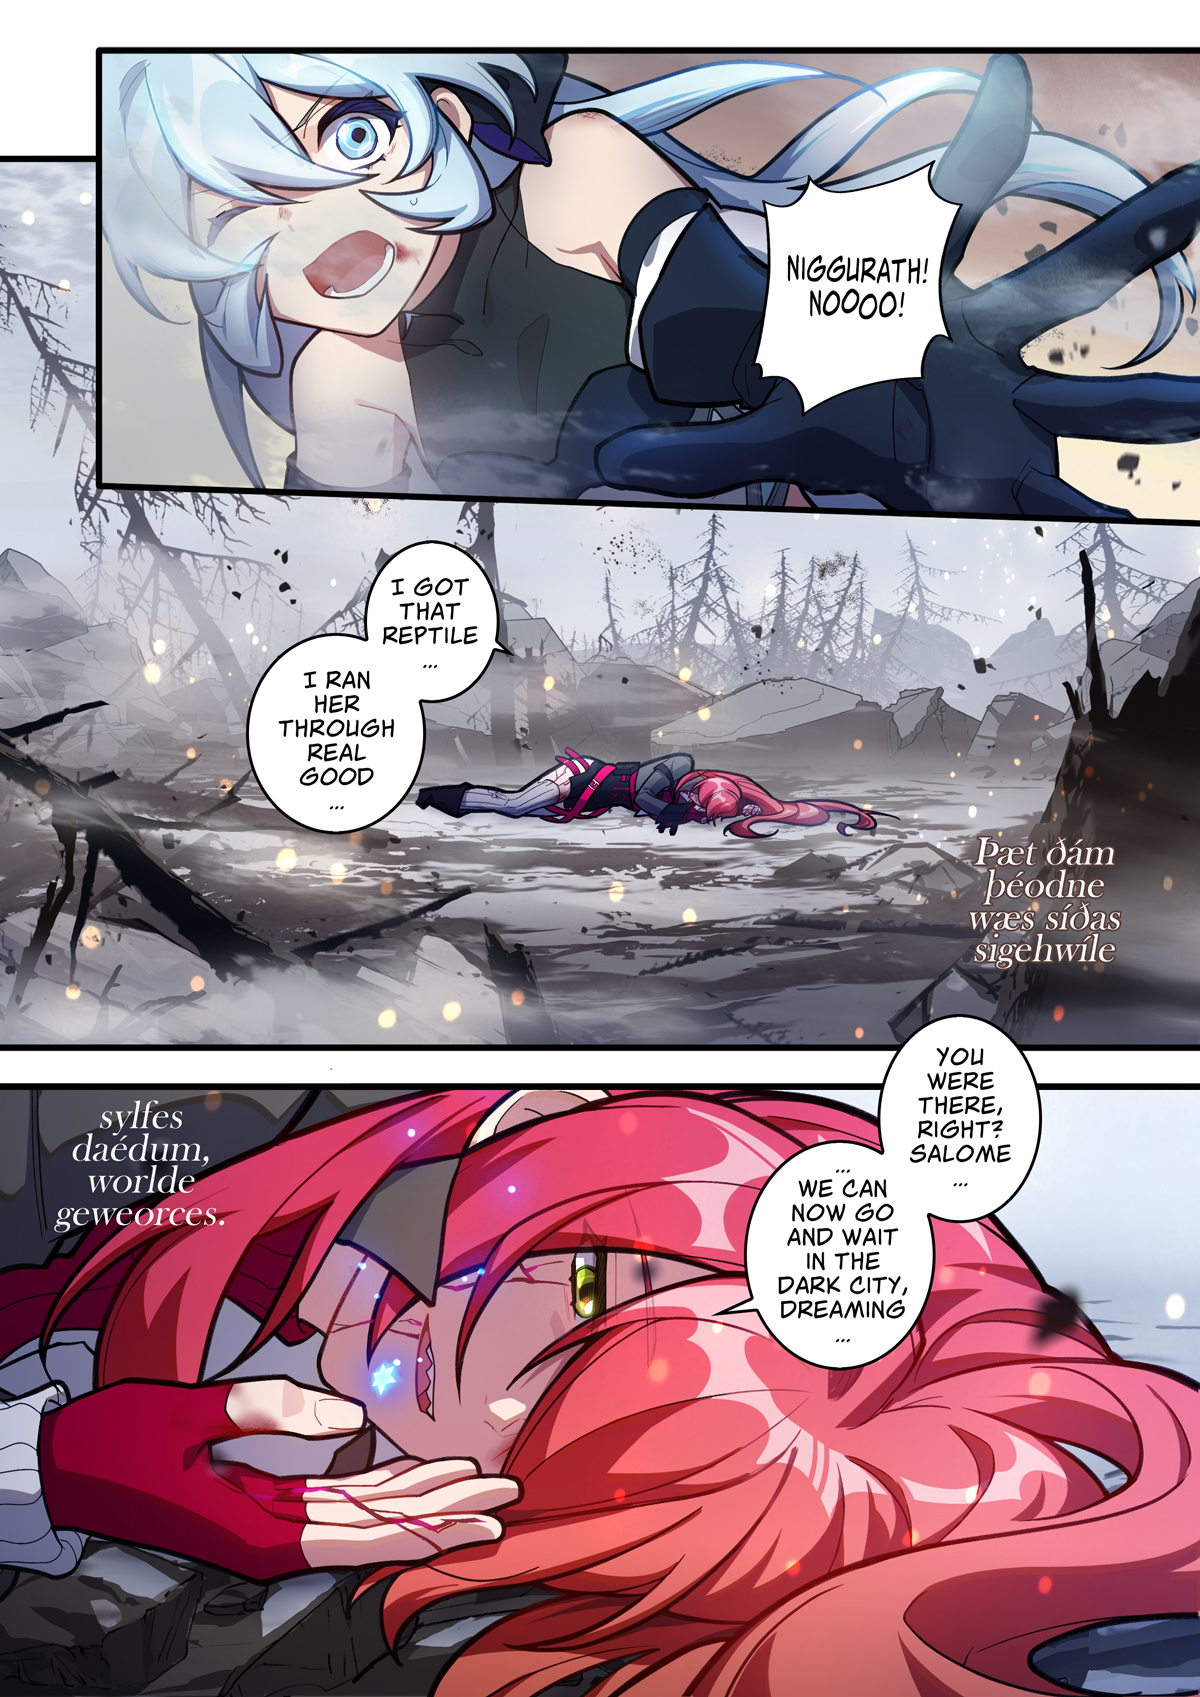 NIGGURATH!
NOOOO!
I GOT
THAT
REPTILE
...
I RAN
HER
THROUGH
REAL
GOOD
...
Þæt ðám
þéodne
wæs síðas
sigehwíle
sylfes
daédum,
worlde
geweorces.
YOU
WERE
THERE,
RIGHT?
SALOME
...
...
WE CAN
NOW GO
AND WAIT
IN THE
DARK CITY,
DREAMING
...